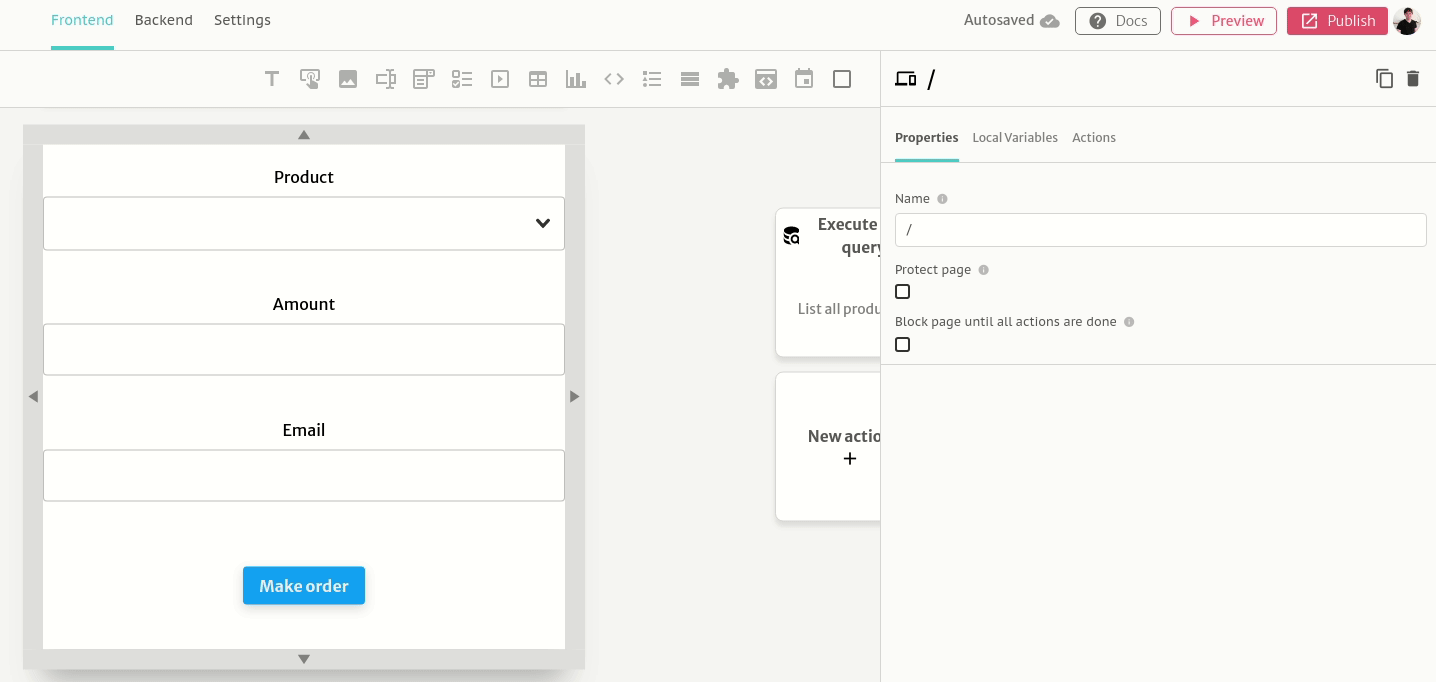 Frontend Backend Settings
Autosaved Docs Preview Publish
/
Properties Local Variables Actions
Name
/
Protect page
Block page until all actions are done
Product
Amount
Email
Make order
Execute
query
List all produ
New actio